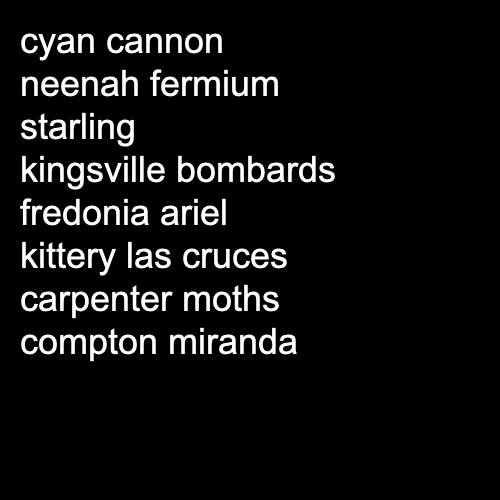 cyan cannon
neenah fermium
starling
kingsville bombards
fredonia ariel
kittery las cruces
carpenter moths
compton miranda